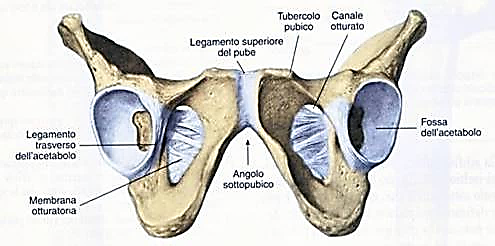 Tubercolo
pubico
Canale
otturato
Legamento superiore
del pube
Fossa
dell'acetabolo
Legamento
trasverso
dell'acetabolo
Angolo
sottopubico
Membrana
otturatoria